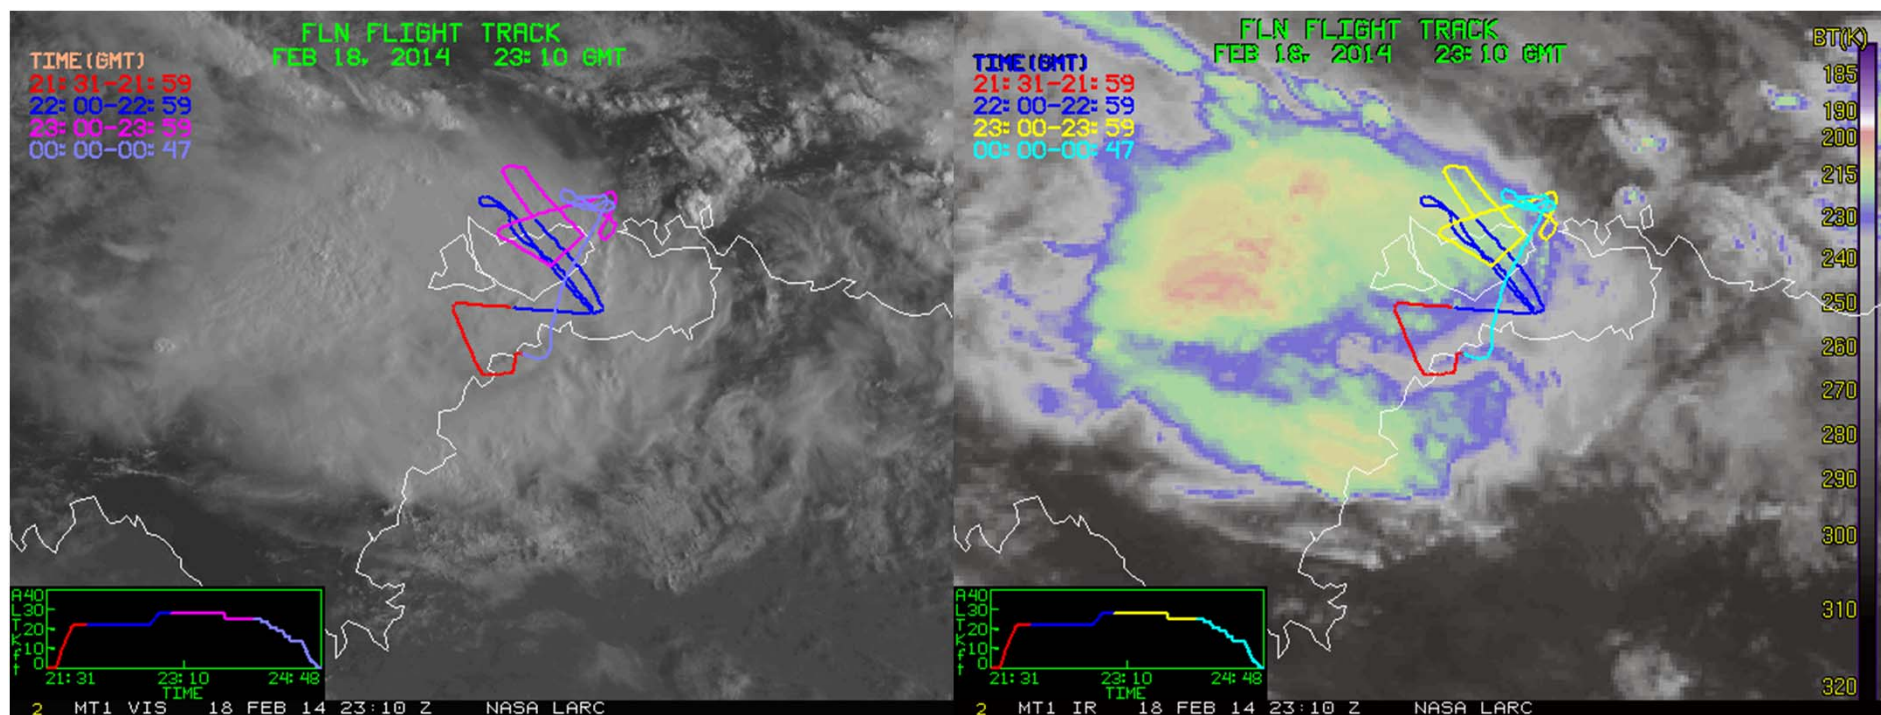 FLN FLIGHT TRACK
FEB 18, 2014 23:10 GMT
TIME(GMT)
21:31-21:59
22:00-22:59
23:00-23:59
00:00-00:47
ALT Kft
40
30
20
10
0
21:31 23:10 24:48
TIME
2 MT1 VIS 18 FEB 14 23:10 Z NASA LARC
FLN FLIGHT TRACK
FEB 18, 2014 23:10 GMT
TIME(GMT)
21:31-21:59
22:00-22:59
23:00-23:59
00:00-00:47
BT(K)
185
190
200
215
230
240
250
260
270
280
290
300
310
320
ALT Kft
40
30
20
10
0
21:31 23:10 24:48
TIME
2 MT1 IR 18 FEB 14 23:10 Z NASA LARC